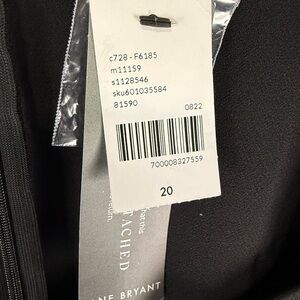 c728 - F6185
m11159
s1128546
sku601035584
81590 0822
700008327559
20
TACHED
NE BRYANT